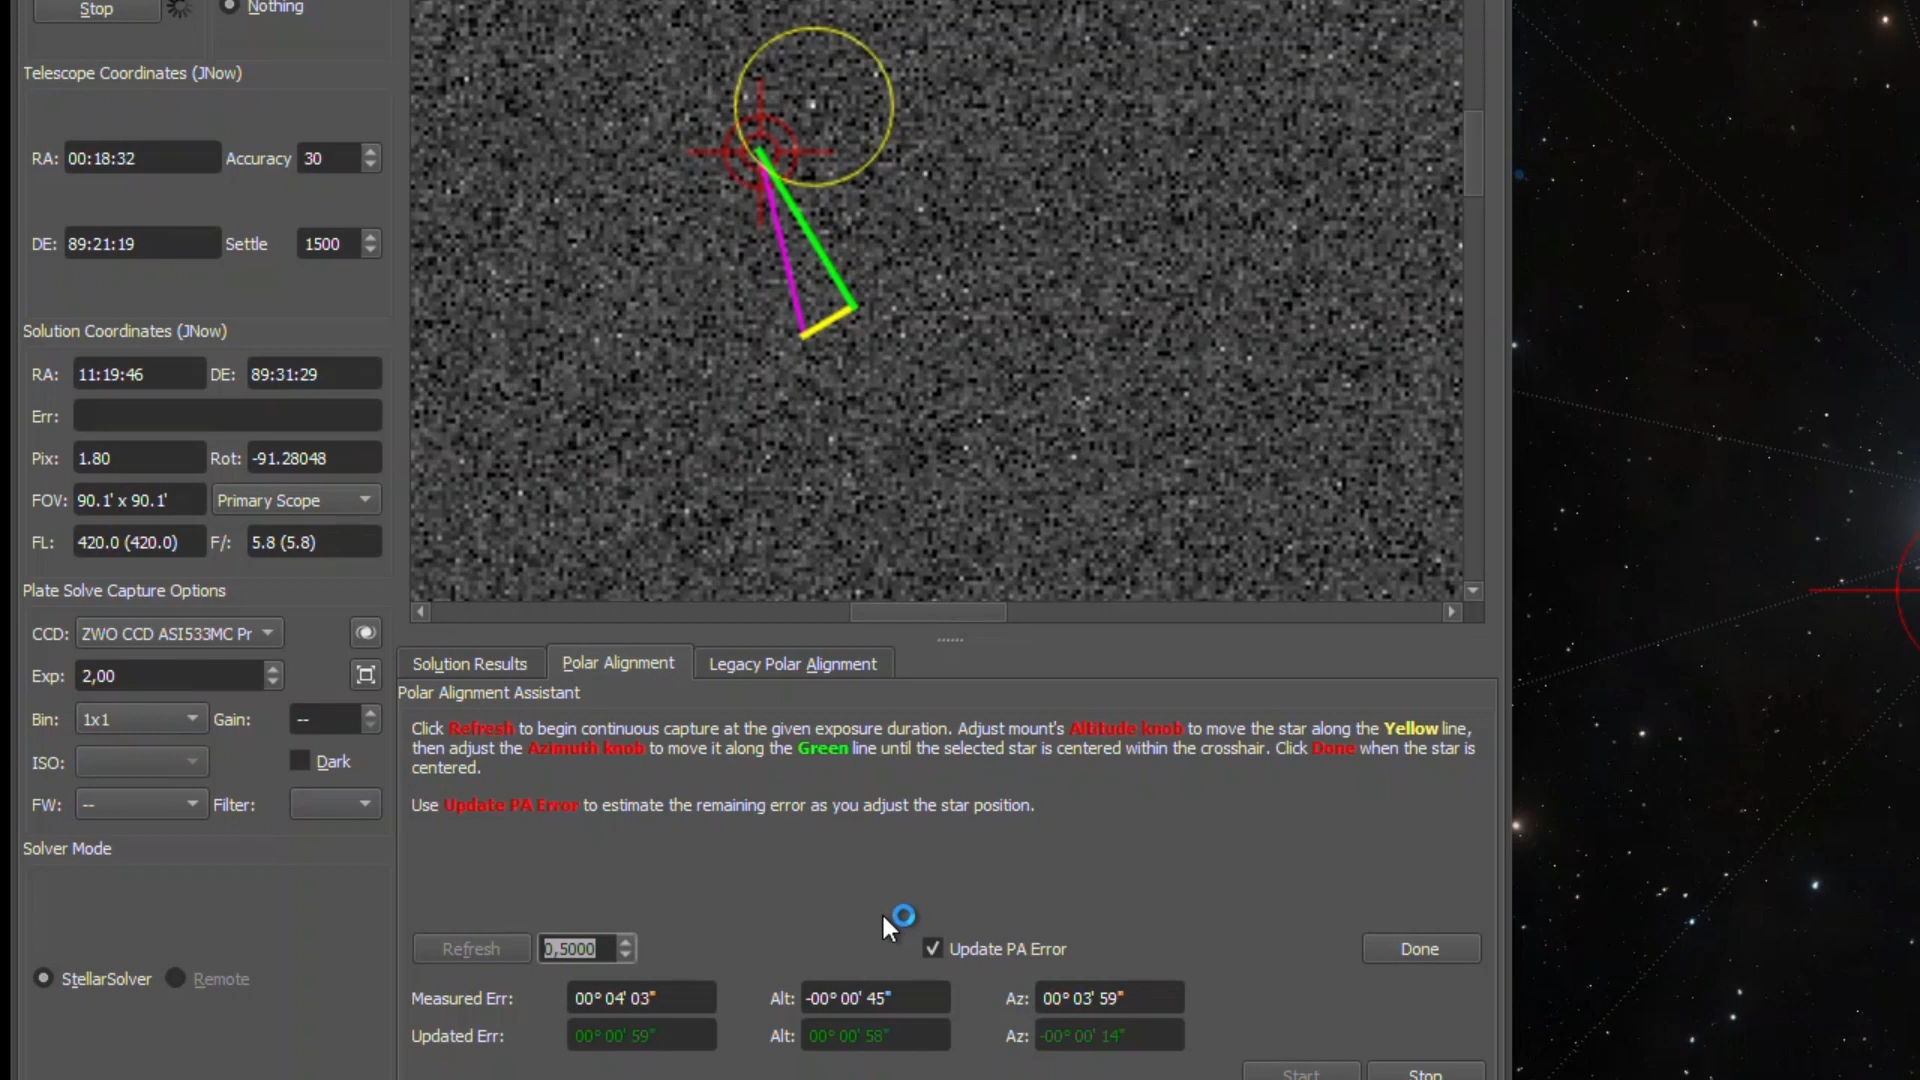 Stop
Nothing
Telescope Coordinates (JNow)
RA: 00:18:32 Accuracy 30
DE: 89:21:19 Settle 1500
Solution Coordinates (JNow)
RA: 11:19:46 DE: 89:31:29
Err:
Pix: 1.80 Rot: -91.28048
FOV: 90.1' x 90.1' Primary Scope
FL: 420.0 (420.0) F/: 5.8 (5.8)
Plate Solve Capture Options
CCD: ZWO CCD ASI533MC Pr
Exp: 2,00
Bin: 1x1 Gain: --
ISO: Dark
FW: -- Filter:
Solver Mode
StellarSolver Remote
Solution Results Polar Alignment Legacy Polar Alignment
Polar Alignment Assistant
Click Refresh to begin continuous capture at the given exposure duration. Adjust mount's Altitude knob to move the star along the Yellow line,
then adjust the Azimuth knob to move it along the Green line until the selected star is centered within the crosshair. Click Done when the star is
centered.
Use Update PA Error to estimate the remaining error as you adjust the star position.
Refresh 0,5000 Update PA Error Done
Measured Err: 00° 04' 03" Alt: -00° 00' 45" Az: 00° 03' 59"
Updated Err: 00° 00' 59" Alt: 00° 00' 58" Az: -00° 00' 14"
Start Stop